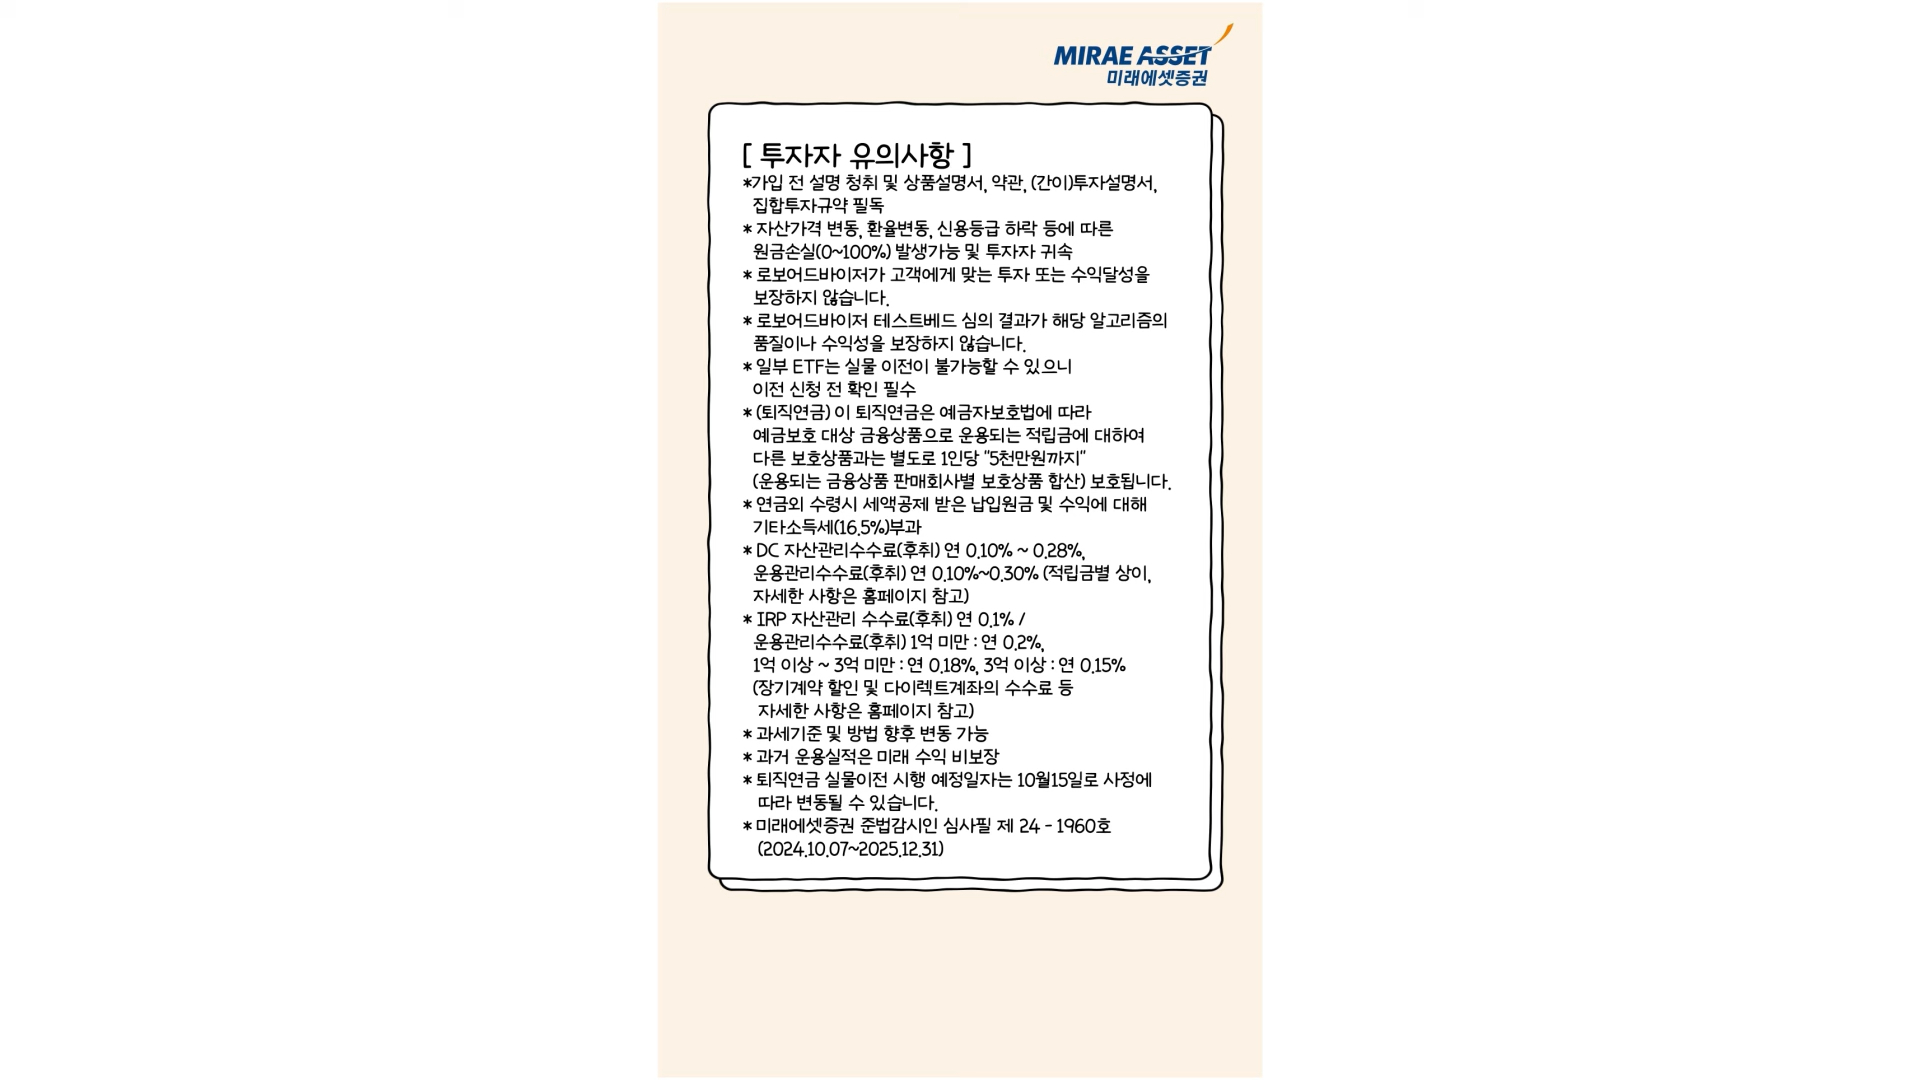 MIRAE ASSET
미래에셋증권
[ 투자자 유의사항 ]
*가입 전 설명 청취 및 상품설명서, 약관, (간이)투자설명서,
집합투자규약 필독
* 자산가격 변동, 환율변동, 신용등급 하락 등에 따른
원금손실(0~100%) 발생가능 및 투자자 귀속
* 로보어드바이저가 고객에게 맞는 투자 또는 수익달성을
보장하지 않습니다.
* 로보어드바이저 테스트베드 심의 결과가 해당 알고리즘의
품질이나 수익성을 보장하지 않습니다.
* 일부 ETF는 실물 이전이 불가능할 수 있으니
이전 신청 전 확인 필수
* (퇴직연금) 이 퇴직연금은 예금자보호법에 따라
예금보호 대상 금융상품으로 운용되는 적립금에 대하여
다른 보호상품과는 별도로 1인당 "5천만원까지"
(운용되는 금융상품 판매회사별 보호상품 합산) 보호됩니다.
* 연금외 수령시 세액공제 받은 납입원금 및 수익에 대해
기타소득세(16.5%)부과
* DC 자산관리수수료(후취) 연 0.10% ~ 0.28%,
운용관리수수료(후취) 연 0.10%~0.30% (적립금별 상이,
자세한 사항은 홈페이지 참고)
* IRP 자산관리 수수료(후취) 연 0.1% /
운용관리수수료(후취) 1억 미만 : 연 0.2%,
1억 이상 ~ 3억 미만 : 연 0.18%, 3억 이상 : 연 0.15%
(장기계약 할인 및 다이렉트계좌의 수수료 등
자세한 사항은 홈페이지 참고)
* 과세기준 및 방법 향후 변동 가능
* 과거 운용실적은 미래 수익 비보장
* 퇴직연금 실물이전 시행 예정일자는 10월15일로 사정에
따라 변동될 수 있습니다.
* 미래에셋증권 준법감시인 심사필 제 24 - 1960호
(2024.10.07~2025.12.31)